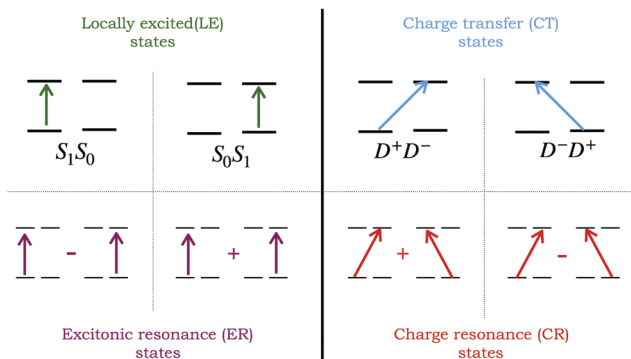 Locally excited(LE)
states
Charge transfer (CT)
states
S₁S₀
S₀S₁
D⁺D⁻
D⁻D⁺
-
+
+
-
Excitonic resonance (ER)
states
Charge resonance (CR)
states